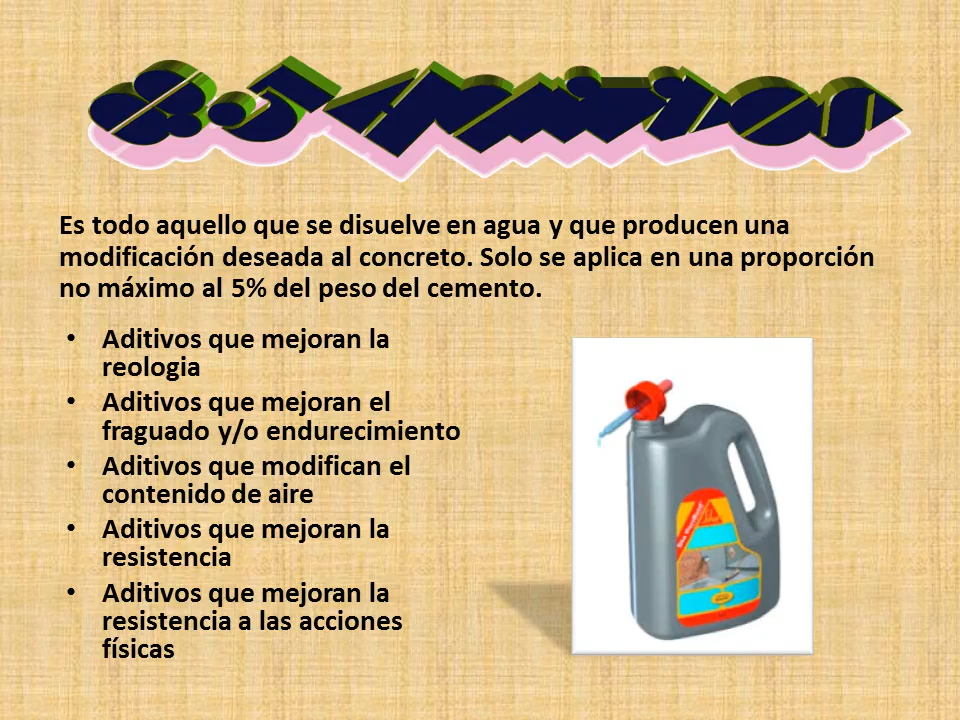 Es todo aquello que se disuelve en agua y que producen una
modificación deseada al concreto. Solo se aplica en una proporción
no máximo al 5% del peso del cemento.
• Aditivos que mejoran la
reologia
• Aditivos que mejoran el
fraguado y/o endurecimiento
• Aditivos que modifican el
contenido de aire
• Aditivos que mejoran la
resistencia
• Aditivos que mejoran la
resistencia a las acciones
físicas